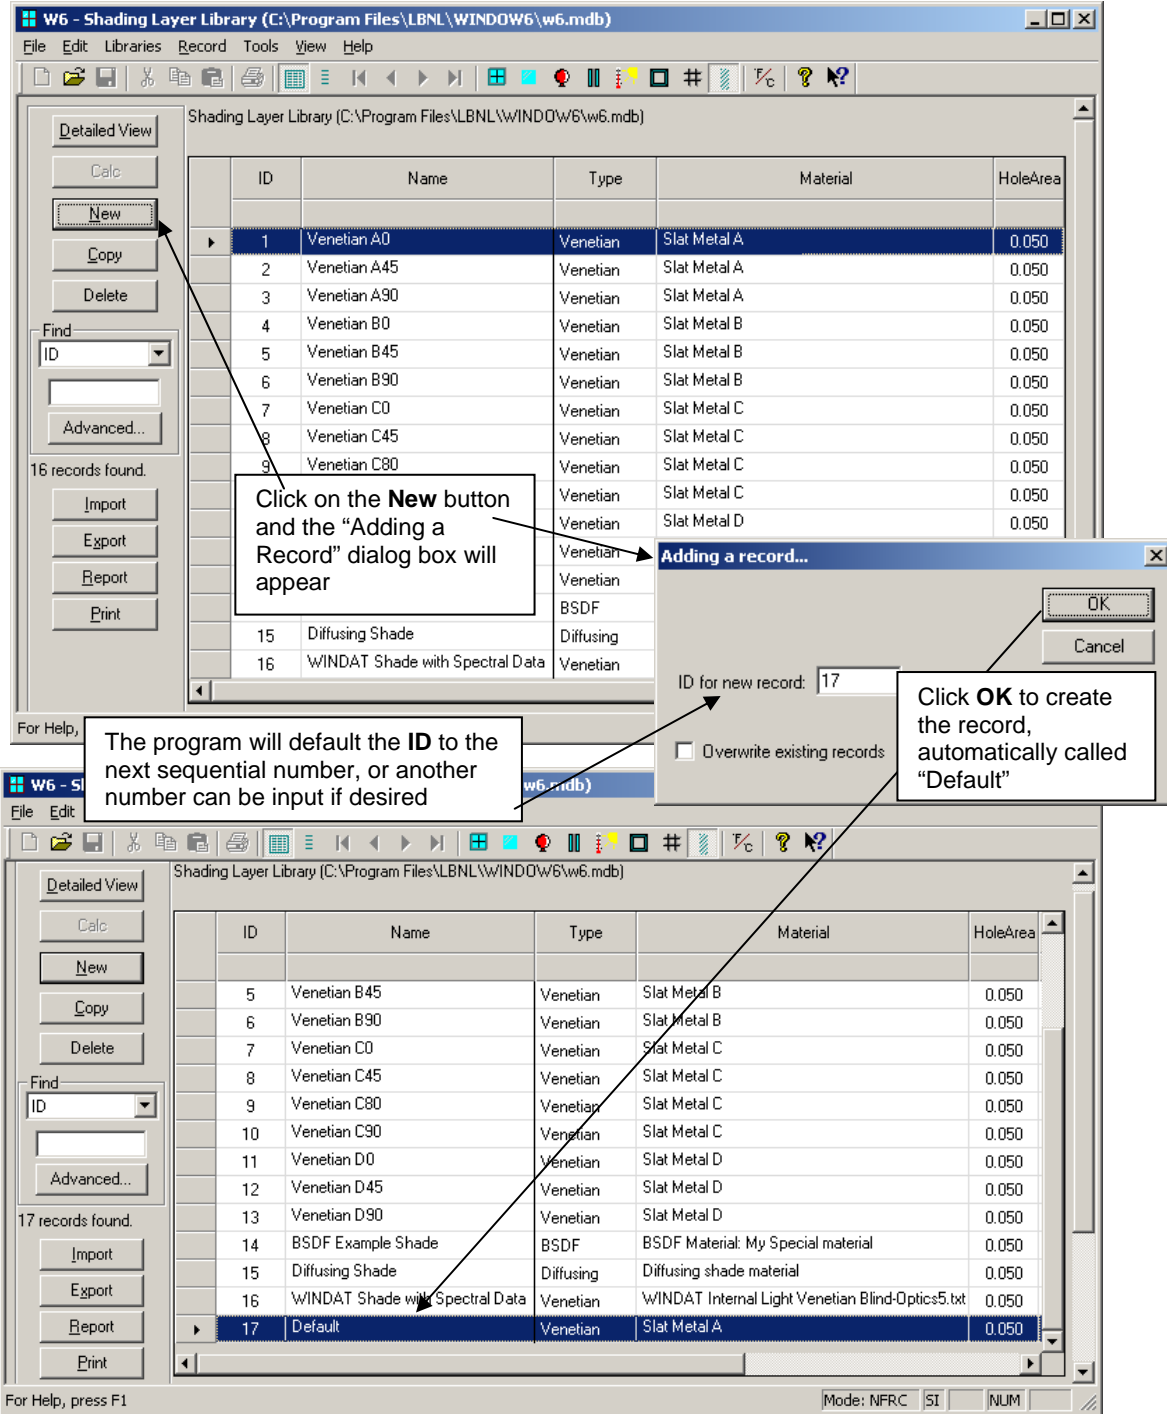 W6 - Shading Layer Library (C:\Program Files\LBNL\WINDOW6\w6.mdb)
File Edit Libraries Record Tools View Help
Shading Layer Library (C:\Program Files\LBNL\WINDOW6\w6.mdb)
Detailed View
Calc
New
Copy
Delete
Find
ID
Advanced...
16 records found.
Import
Export
Report
Print
ID Name Type Material HoleArea
1 Venetian A0 Venetian Slat Metal A 0.050
2 Venetian A45 Venetian Slat Metal A 0.050
3 Venetian A90 Venetian Slat Metal A 0.050
4 Venetian B0 Venetian Slat Metal B 0.050
5 Venetian B45 Venetian Slat Metal B 0.050
6 Venetian B90 Venetian Slat Metal B 0.050
7 Venetian C0 Venetian Slat Metal C 0.050
8 Venetian C45 Venetian Slat Metal C 0.050
9 Venetian C80 Venetian Slat Metal C 0.050
Venetian Slat Metal C 0.050
Venetian Slat Metal D 0.050
Venetian
Venetian
BSDF
15 Diffusing Shade Diffusing
16 WINDAT Shade with Spectral Data Venetian
For Help,
Click on the New button
and the “Adding a
Record” dialog box will
appear
Adding a record...
OK
Cancel
ID for new record: 17
Overwrite existing records
Click OK to create
the record,
automatically called
“Default”
The program will default the ID to the
next sequential number, or another
number can be input if desired
W6 - Sh w6.mdb)
File Edit
Shading Layer Library (C:\Program Files\LBNL\WINDOW6\w6.mdb)
Detailed View
Calc
New
Copy
Delete
Find
ID
Advanced...
17 records found.
Import
Export
Report
Print
ID Name Type Material HoleArea
5 Venetian B45 Venetian Slat Metal B 0.050
6 Venetian B90 Venetian Slat Metal B 0.050
7 Venetian C0 Venetian Slat Metal C 0.050
8 Venetian C45 Venetian Slat Metal C 0.050
9 Venetian C80 Venetian Slat Metal C 0.050
10 Venetian C90 Venetian Slat Metal C 0.050
11 Venetian D0 Venetian Slat Metal D 0.050
12 Venetian D45 Venetian Slat Metal D 0.050
13 Venetian D90 Venetian Slat Metal D 0.050
14 BSDF Example Shade BSDF BSDF Material: My Special material 0.050
15 Diffusing Shade Diffusing Diffusing shade material 0.050
16 WINDAT Shade with Spectral Data Venetian WINDAT Internal Light Venetian Blind-Optics5.txt 0.050
17 Default Venetian Slat Metal A 0.050
For Help, press F1
Mode: NFRC SI NUM